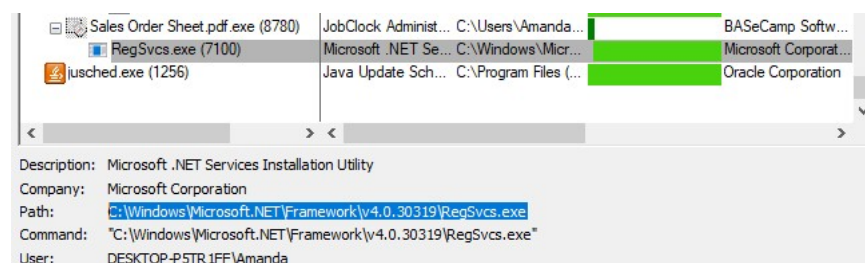 Sales Order Sheet.pdf.exe (8780) JobClock Administ... C:\Users\Amanda... BASeCamp Softw...
RegSvcs.exe (7100) Microsoft .NET Se... C:\Windows\Micr... Microsoft Corporat...
jusched.exe (1256) Java Update Sch... C:\Program Files (... Oracle Corporation
Description: Microsoft .NET Services Installation Utility
Company: Microsoft Corporation
Path: C:\Windows\Microsoft.NET\Framework\v4.0.30319\RegSvcs.exe
Command: "C:\Windows\Microsoft.NET\Framework\v4.0.30319\RegSvcs.exe"
User: DESKTOP-P5TR1FF\Amanda